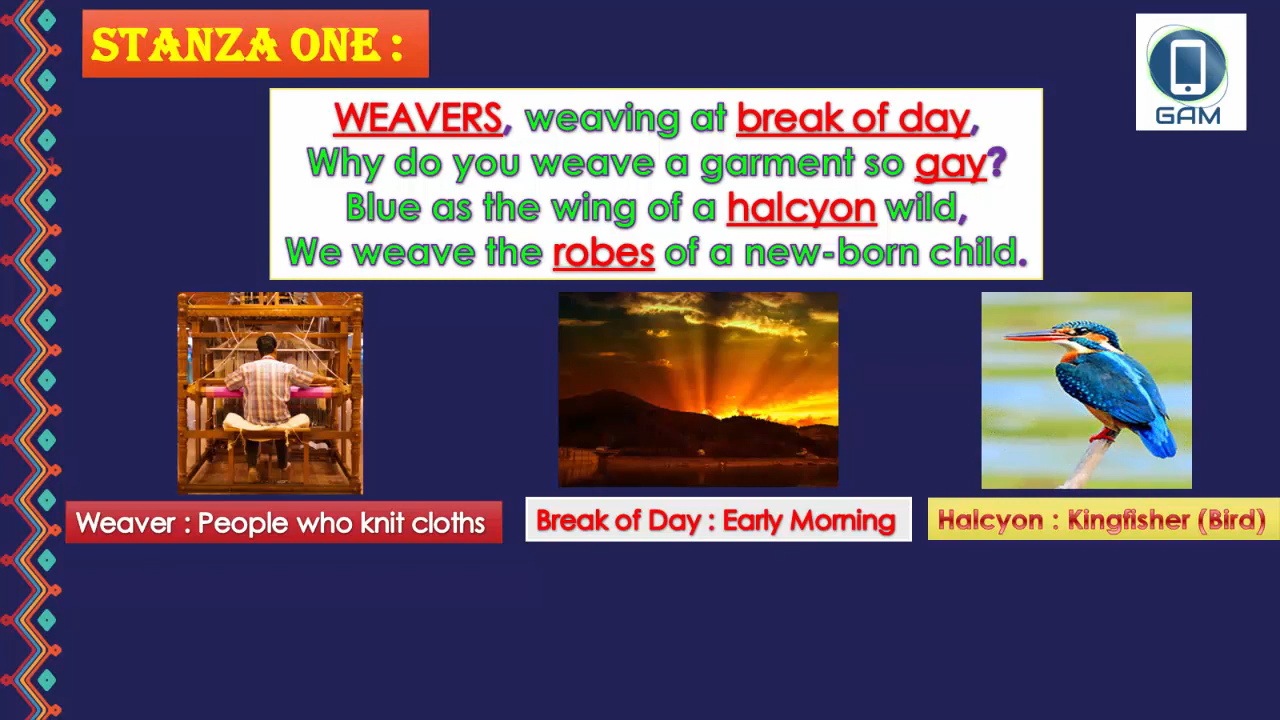 STANZA ONE :
GAM
WEAVERS, weaving at break of day,
Why do you weave a garment so gay?
Blue as the wing of a halcyon wild,
We weave the robes of a new-born child.
Weaver : People who knit cloths
Break of Day : Early Morning
Halcyon : Kingfisher (Bird)